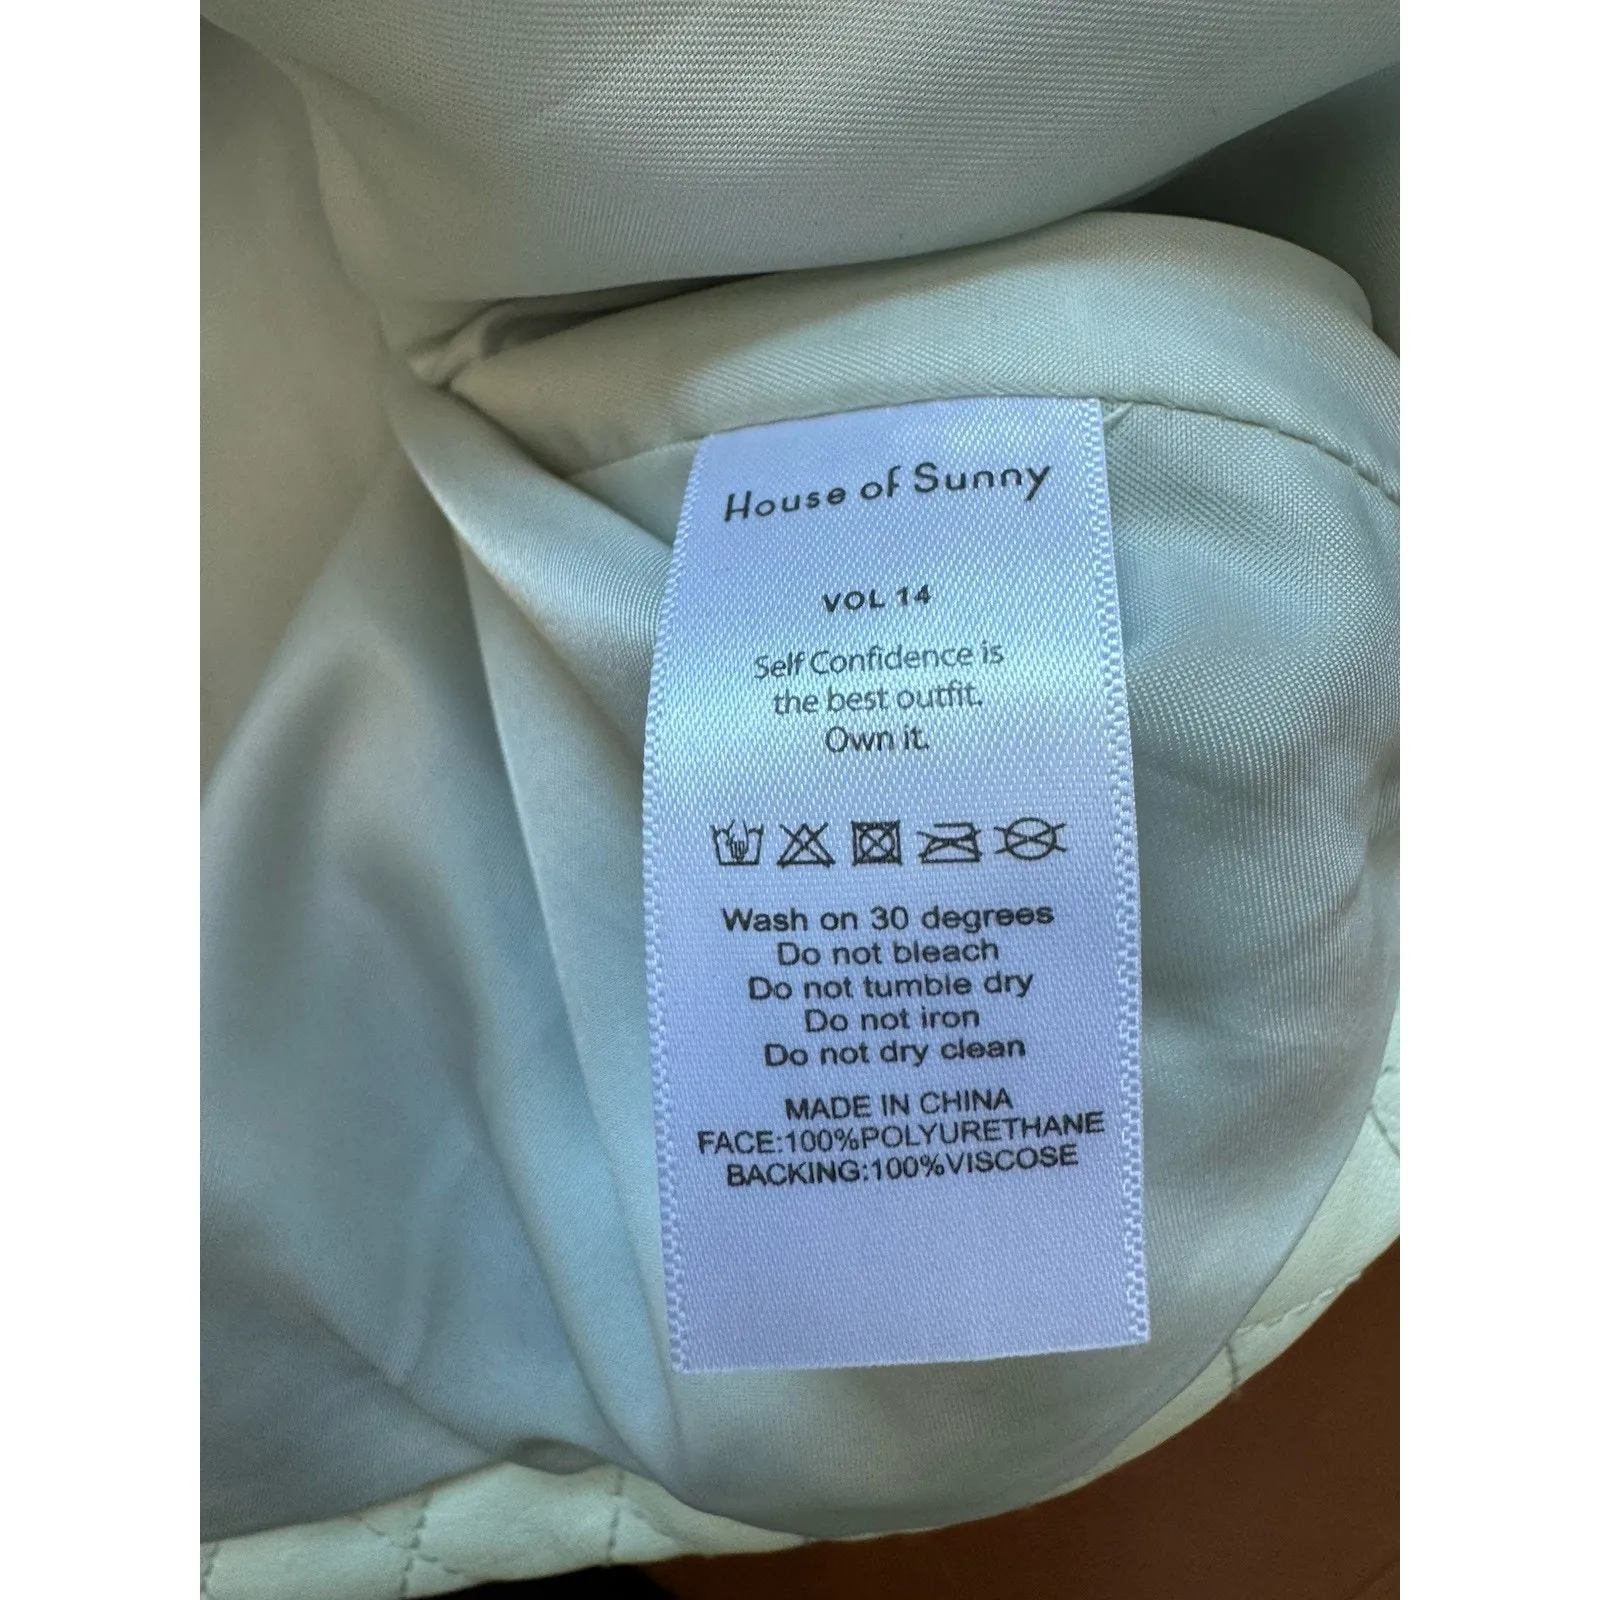 House of Sunny
VOL 14
Self Confidence is
the best outfit.
Own it.
Wash on 30 degrees
Do not bleach
Do not tumble dry
Do not iron
Do not dry clean
MADE IN CHINA
FACE:100%POLYURETHANE
BACKING:100%VISCOSE